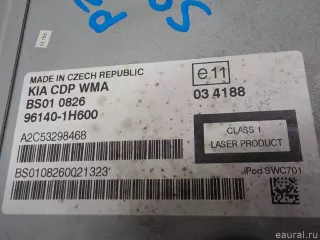 MADE IN CZECH REPUBLIC
KIA CDP WMA
BS01 0826
96140-1H600
e11
03 4188
A2C53298468
CLASS 1
LASER PRODUCT
BS0108260021323
iPod SWC701
eaural.ru